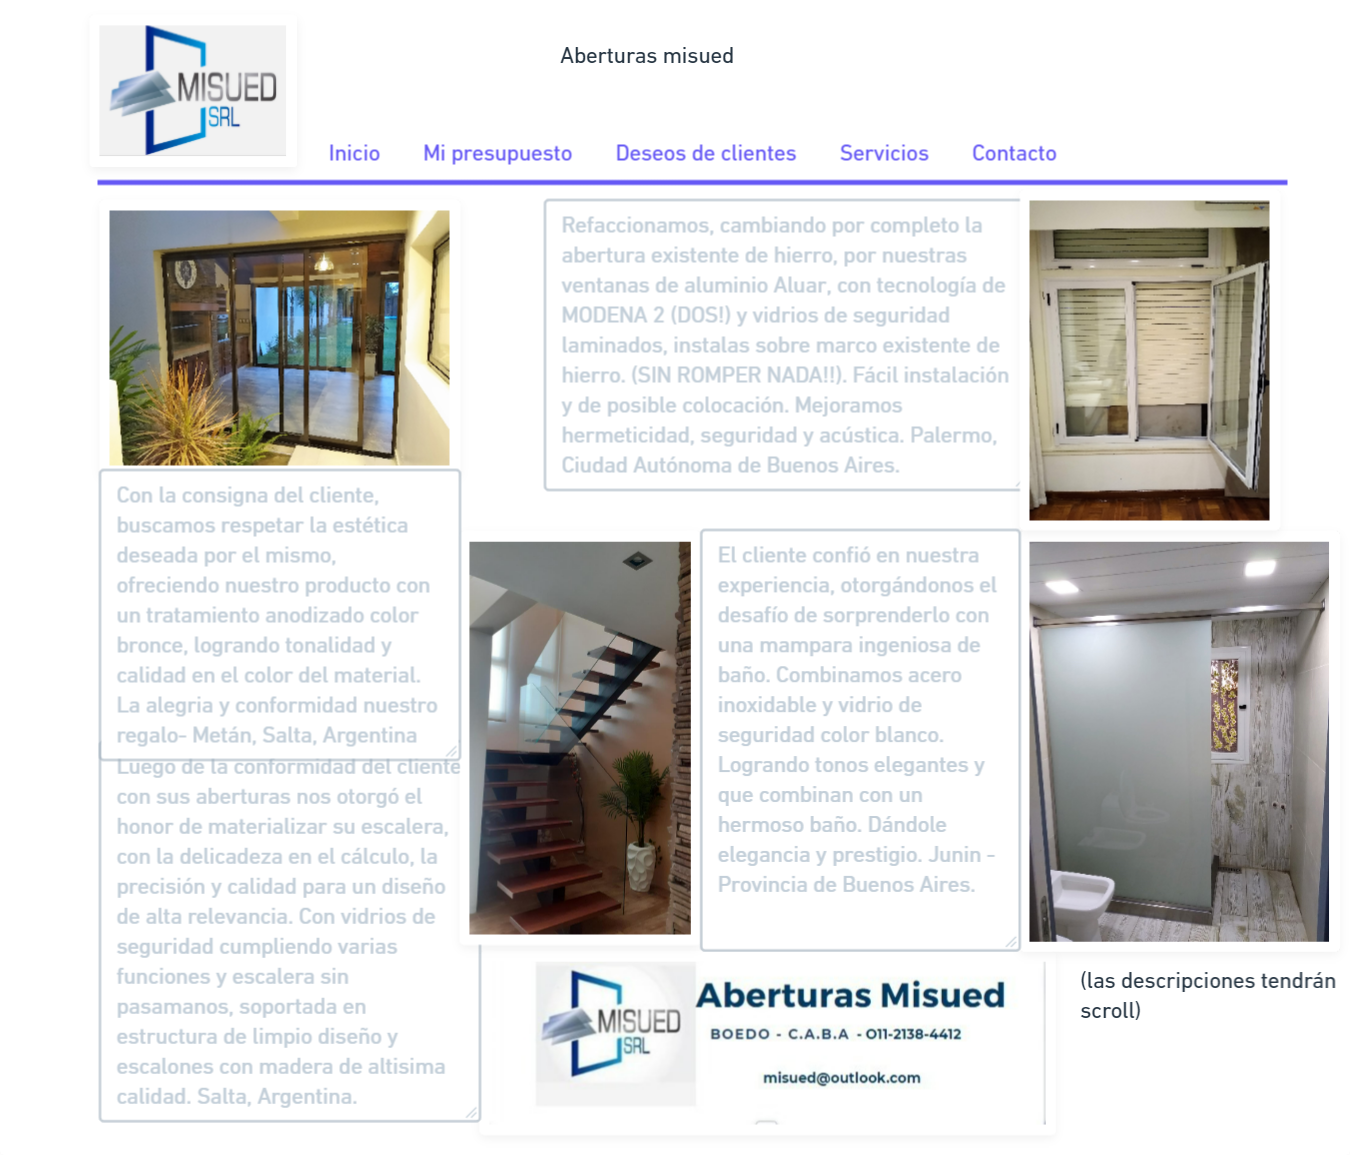 MISUED
SRL
Aberturas misued
Inicio
Mi presupuesto
Deseos de clientes
Servicios
Contacto
Refaccionamos, cambiando por completo la
abertura existente de hierro, por nuestras
ventanas de aluminio Aluar, con tecnología de
MODENA 2 (DOS!) y vidrios de seguridad
laminados, instalas sobre marco existente de
hierro. (SIN ROMPER NADA!!). Fácil instalación
y de posible colocación. Mejoramos
hermeticidad, seguridad y acústica. Palermo,
Ciudad Autónoma de Buenos Aires.
Con la consigna del cliente,
buscamos respetar la estética
deseada por el mismo,
ofreciendo nuestro producto con
un tratamiento anodizado color
bronce, logrando tonalidad y
calidad en el color del material.
La alegria y conformidad nuestro
regalo- Metán, Salta, Argentina
Luego de la conformidad del cliente
con sus aberturas nos otorgó el
honor de materializar su escalera,
con la delicadeza en el cálculo, la
precisión y calidad para un diseño
de alta relevancia. Con vidrios de
seguridad cumpliendo varias
funciones y escalera sin
pasamanos, soportada en
estructura de limpio diseño y
escalones con madera de altisima
calidad. Salta, Argentina.
El cliente confió en nuestra
experiencia, otorgándonos el
desafío de sorprenderlo con
una mampara ingeniosa de
baño. Combinamos acero
inoxidable y vidrio de
seguridad color blanco.
Logrando tonos elegantes y
que combinan con un
hermoso baño. Dándole
elegancia y prestigio. Junin -
Provincia de Buenos Aires.
(las descripciones tendrán
scroll)
MISUED
SRL
Aberturas Misued
BOEDO - C.A.B.A - O11-2138-4412
misued@outlook.com